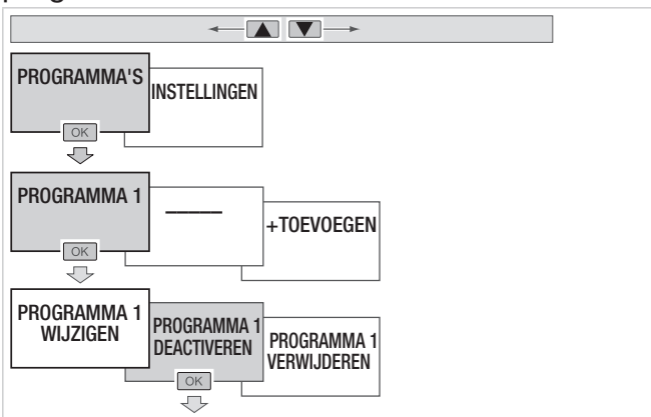 PROGRAMMA'S
INSTELLINGEN
OK
PROGRAMMA 1
-----
+TOEVOEGEN
OK
PROGRAMMA 1
WIJZIGEN
PROGRAMMA 1
DEACTIVEREN
PROGRAMMA 1
VERWIJDEREN
OK